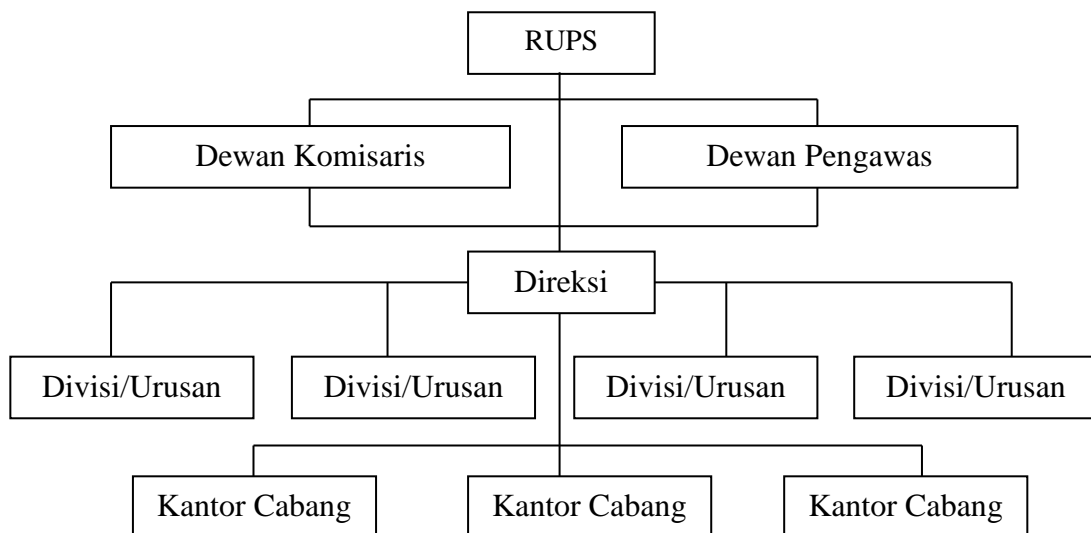 RUPS
Dewan Komisaris
Dewan Pengawas
Direksi
Divisi/Urusan
Divisi/Urusan
Divisi/Urusan
Divisi/Urusan
Kantor Cabang
Kantor Cabang
Kantor Cabang